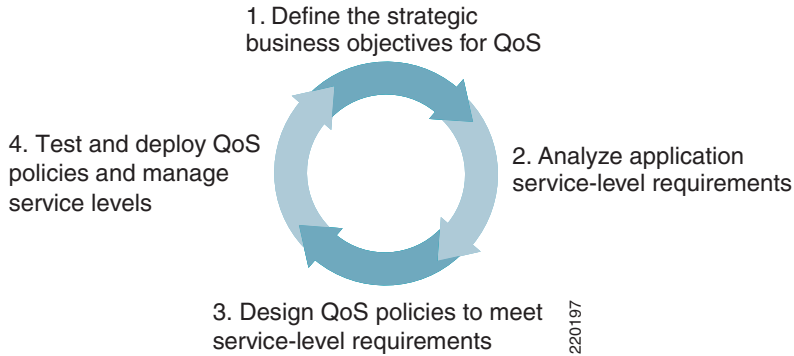 1. Define the strategic
business objectives for QoS
2. Analyze application
service-level requirements
3. Design QoS policies to meet
service-level requirements
4. Test and deploy QoS
policies and manage
service levels
220197